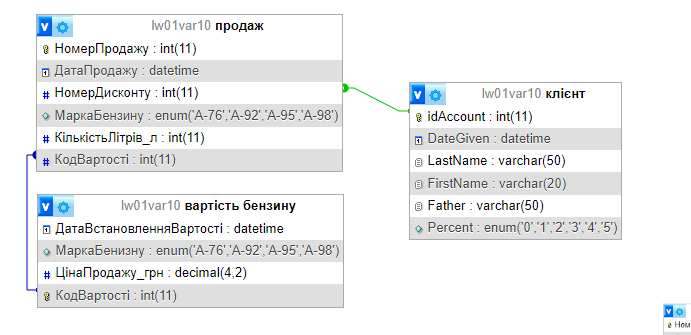 lw01var10 продаж
НомерПродажу : int(11)
ДатаПродажу : datetime
# НомерДисконту : int(11)
МаркаБензину : enum('А-76','А-92','А-95','А-98')
# КількістьЛітрів_л : int(11)
# КодВартості : int(11)
lw01var10 клієнт
idAccount : int(11)
DateGiven : datetime
LastName : varchar(50)
FirstName : varchar(20)
Father : varchar(50)
Percent : enum('0','1','2','3','4','5')
lw01var10 вартість бензину
ДатаВстановленняВартості : datetime
МаркаБенизну : enum('А-76','А-92','А-95','А-98')
# ЦінаПродажу_грн : decimal(4,2)
КодВартості : int(11)
Ном